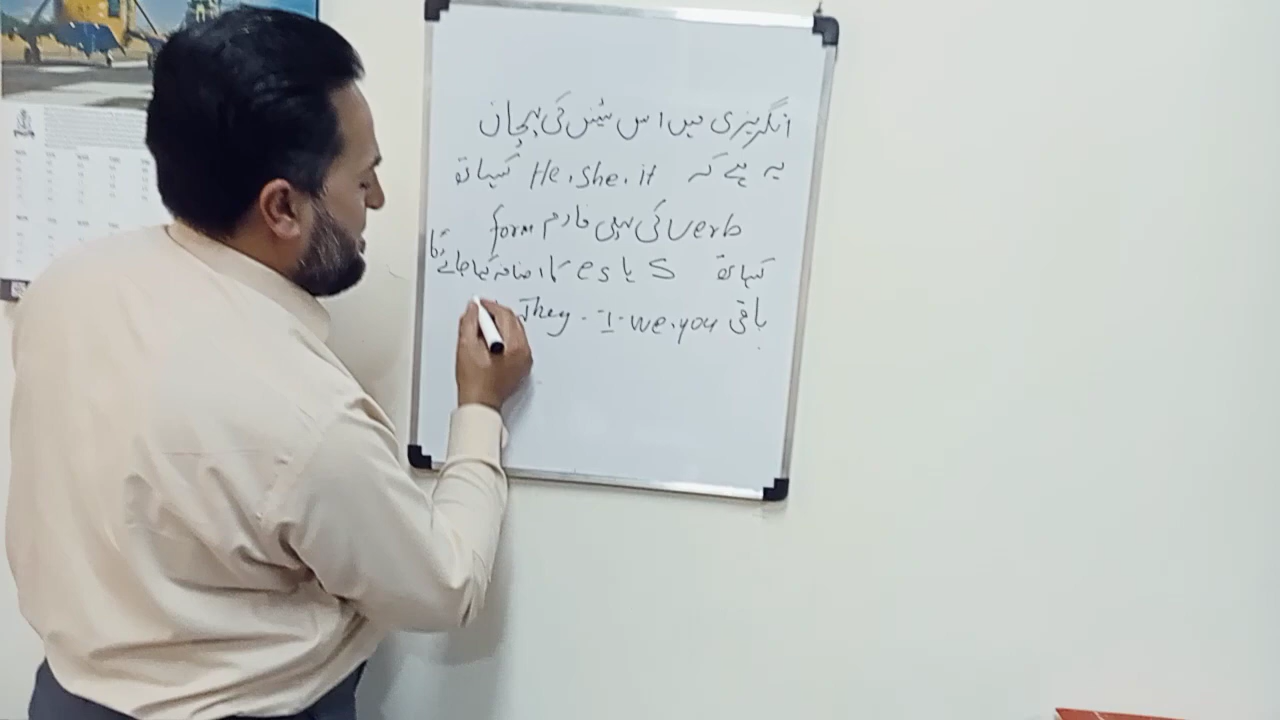 انگریزی میں اس ٹینس کی پہچان
یہ ہے کہ He, she, it کیساتھ
verb کی پہلی فارم form
کیساتھ s یا es کا اضافہ کیا جائے گا
باقی we, you - I - They